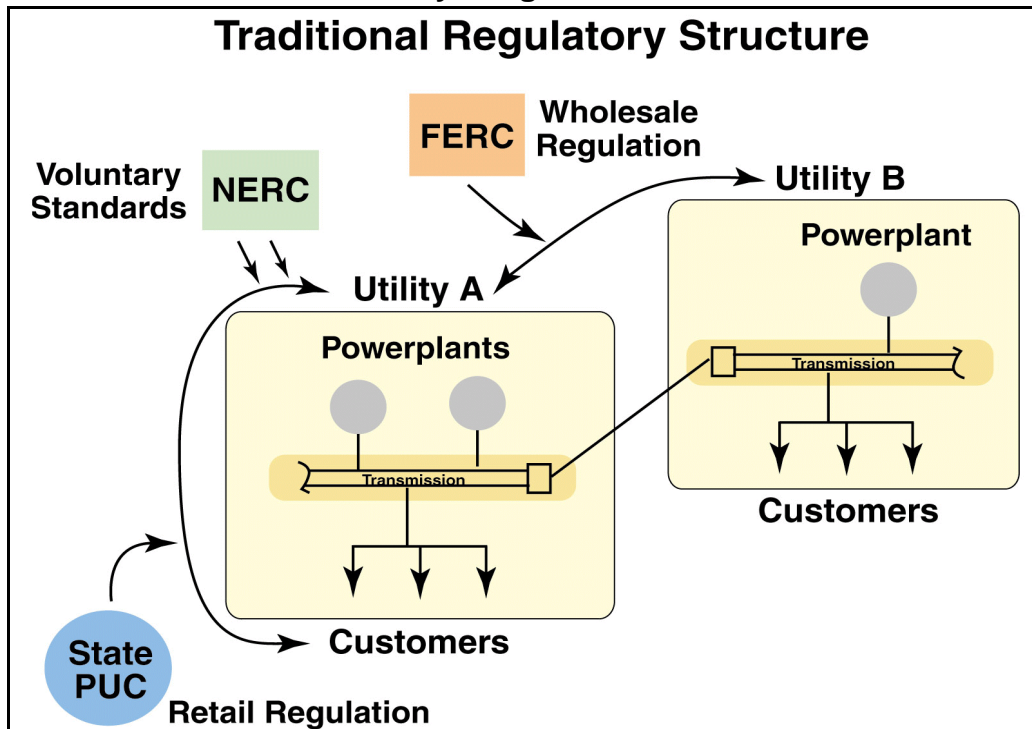 Traditional Regulatory Structure
FERC
Wholesale
Regulation
Voluntary
Standards
NERC
Utility B
Powerplant
Utility A
Powerplants
Transmission
Transmission
Customers
Customers
State
PUC
Retail Regulation